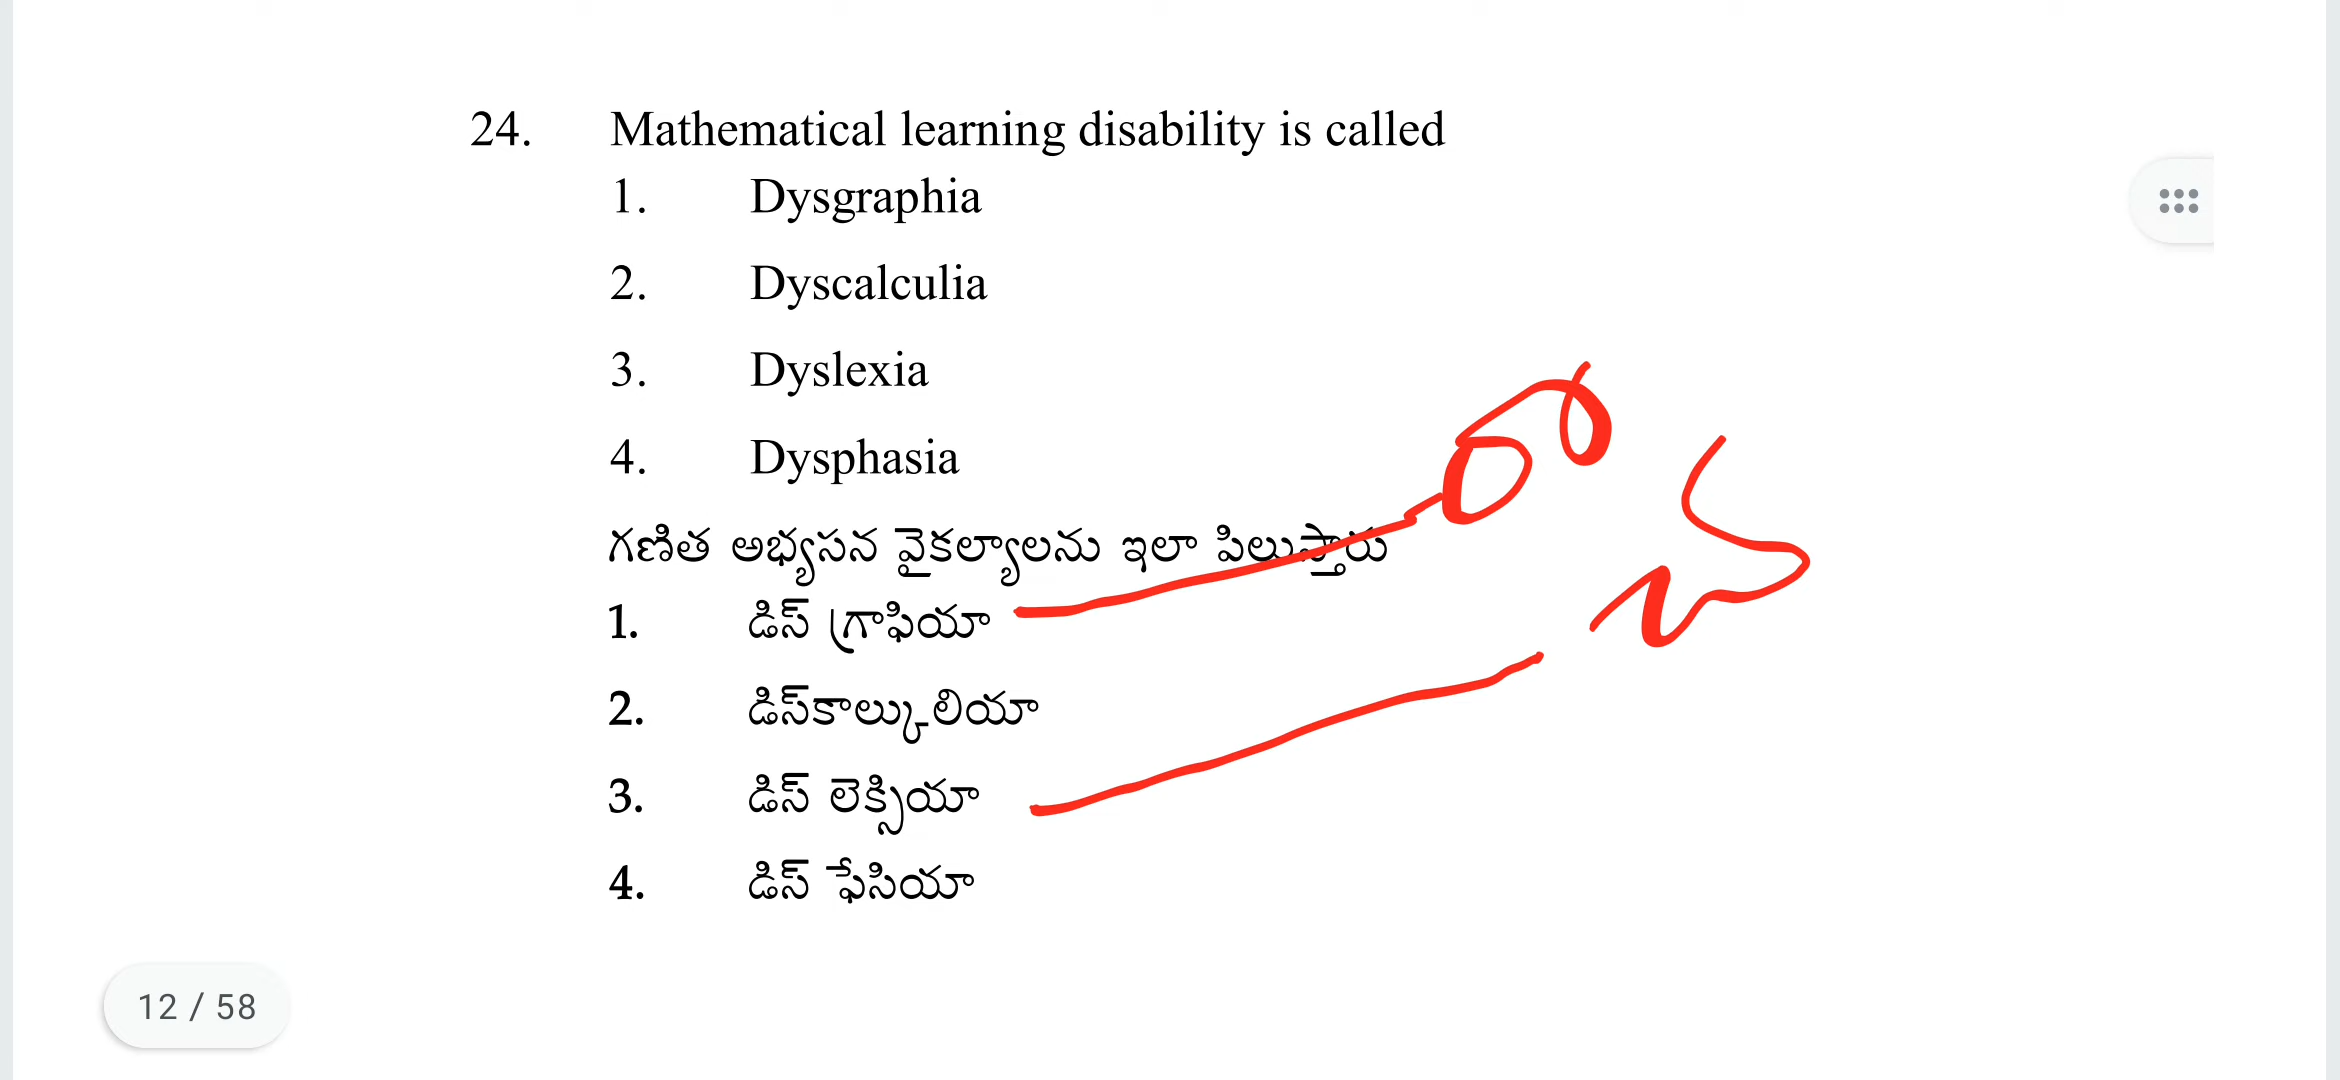 24. Mathematical learning disability is called
1. Dysgraphia
2. Dyscalculia
3. Dyslexia
4. Dysphasia
గణిత అభ్యసన వైకల్యాలను ఇలా పిలుస్తారు
1. డిస్ గ్రాఫియా
2. డిస్‌కాల్కులియా
3. డిస్ లెక్సియా
4. డిస్ ఫేసియా
12 / 58